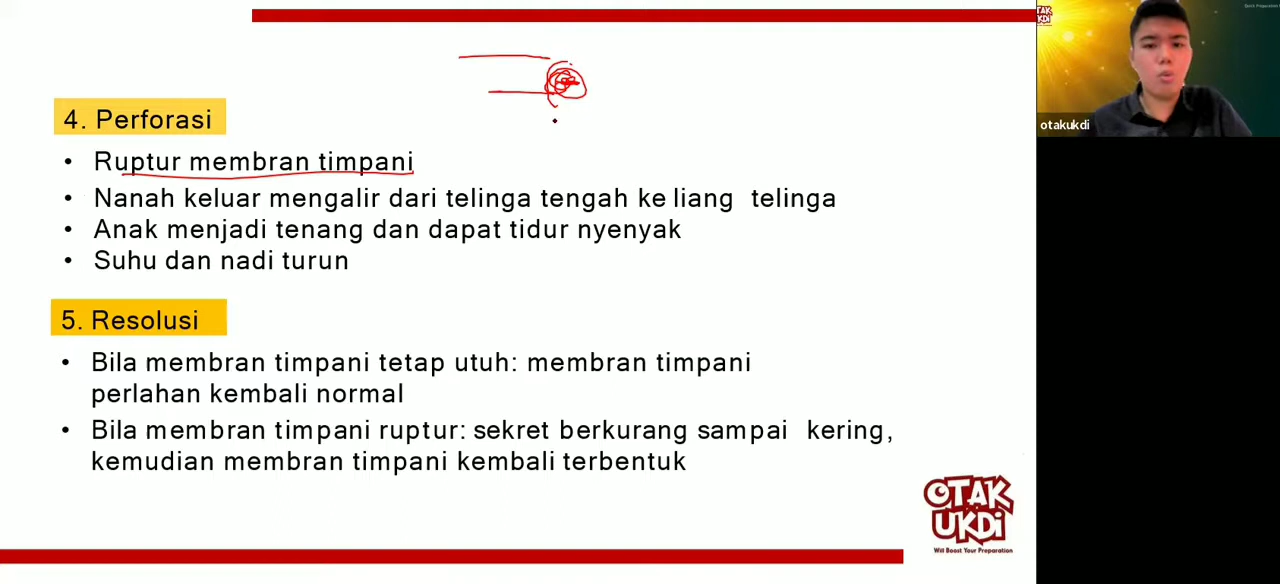 4. Perforasi
• Ruptur membran timpani
• Nanah keluar mengalir dari telinga tengah ke liang telinga
• Anak menjadi tenang dan dapat tidur nyenyak
• Suhu dan nadi turun
5. Resolusi
• Bila membran timpani tetap utuh: membran timpani
perlahan kembali normal
• Bila membran timpani ruptur: sekret berkurang sampai kering,
kemudian membran timpani kembali terbentuk
OTAK
UKDi
Will Boost Your Preparation
OTAK
UKDi
otakukdi